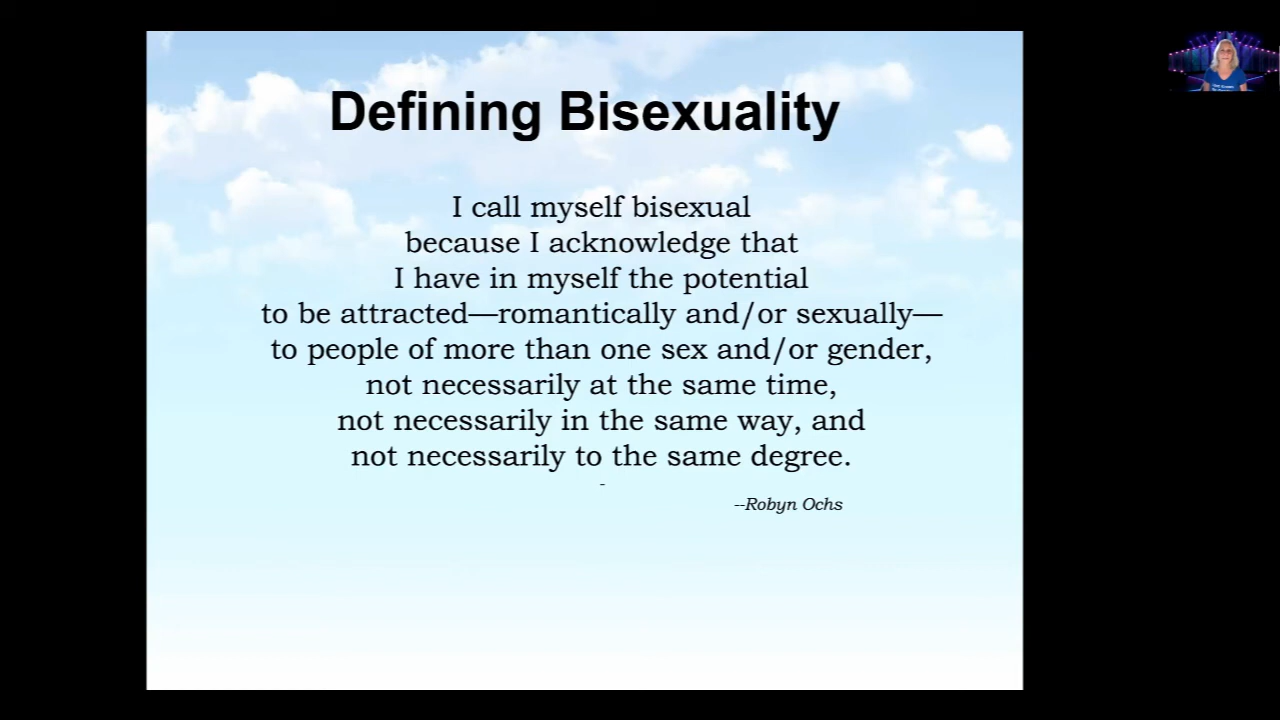 Defining Bisexuality
I call myself bisexual
because I acknowledge that
I have in myself the potential
to be attracted—romantically and/or sexually—
to people of more than one sex and/or gender,
not necessarily at the same time,
not necessarily in the same way, and
not necessarily to the same degree.
-
--Robyn Ochs